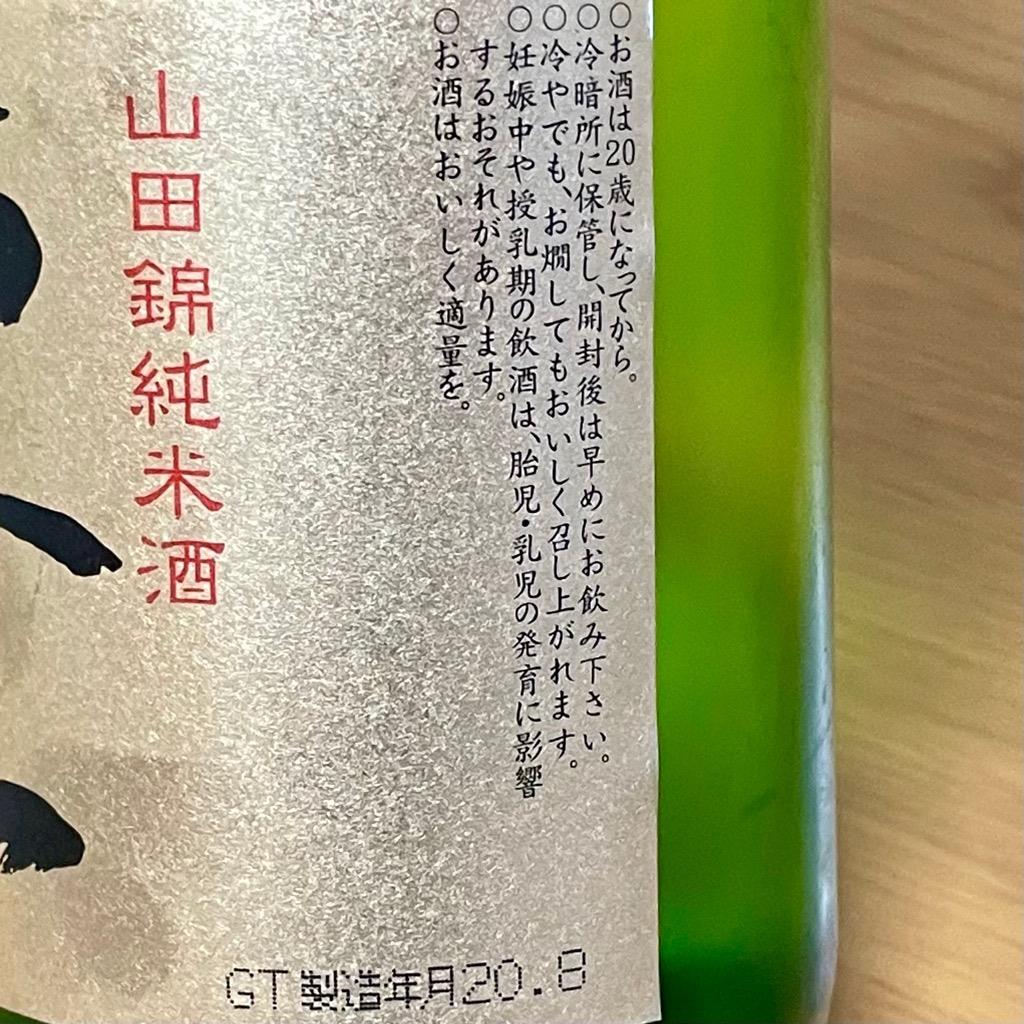 ○お酒は20歳になってから。
○冷暗所に保管し、開封後は早めにお飲み下さい。
○冷やでも、お燗してもおいしく召し上がれます。
○妊娠中や授乳期の飲酒は、胎児・乳児の発育に影響
するおそれがあります。
○お酒はおいしく適量を。
山田錦純米酒
GT製造年月20.8